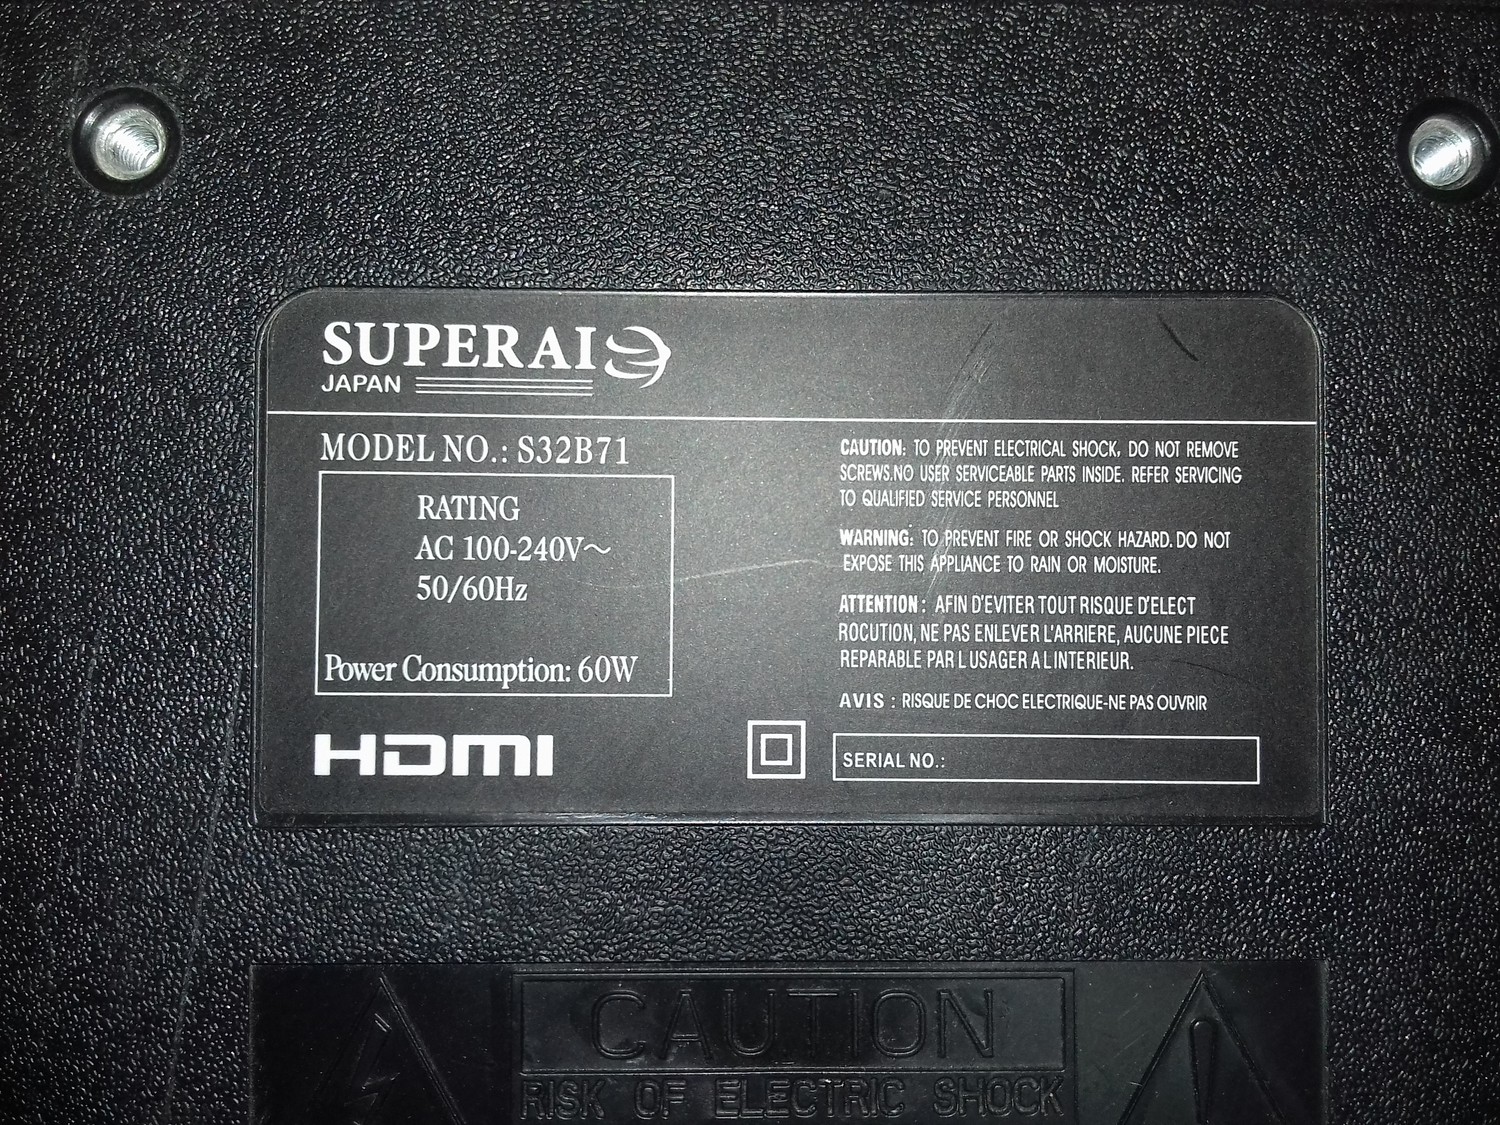 SUPERAI
JAPAN
MODEL NO.: S32B71
RATING
AC 100-240V~
50/60Hz
Power Consumption: 60W
HDMI
CAUTION: TO PREVENT ELECTRICAL SHOCK, DO NOT REMOVE
SCREWS.NO USER SERVICEABLE PARTS INSIDE. REFER SERVICING
TO QUALIFIED SERVICE PERSONNEL
WARNING: TO PREVENT FIRE OR SHOCK HAZARD. DO NOT
EXPOSE THIS APPLIANCE TO RAIN OR MOISTURE.
ATTENTION: AFIN D'EVITER TOUT RISQUE D'ELECT
ROCUTION, NE PAS ENLEVER L'ARRIERE, AUCUNE PIECE
REPARABLE PAR L USAGER A L INTERIEUR.
AVIS : RISQUE DE CHOC ELECTRIQUE-NE PAS OUVRIR
SERIAL NO.:
CAUTION
RISK OF ELECTRIC SHOCK